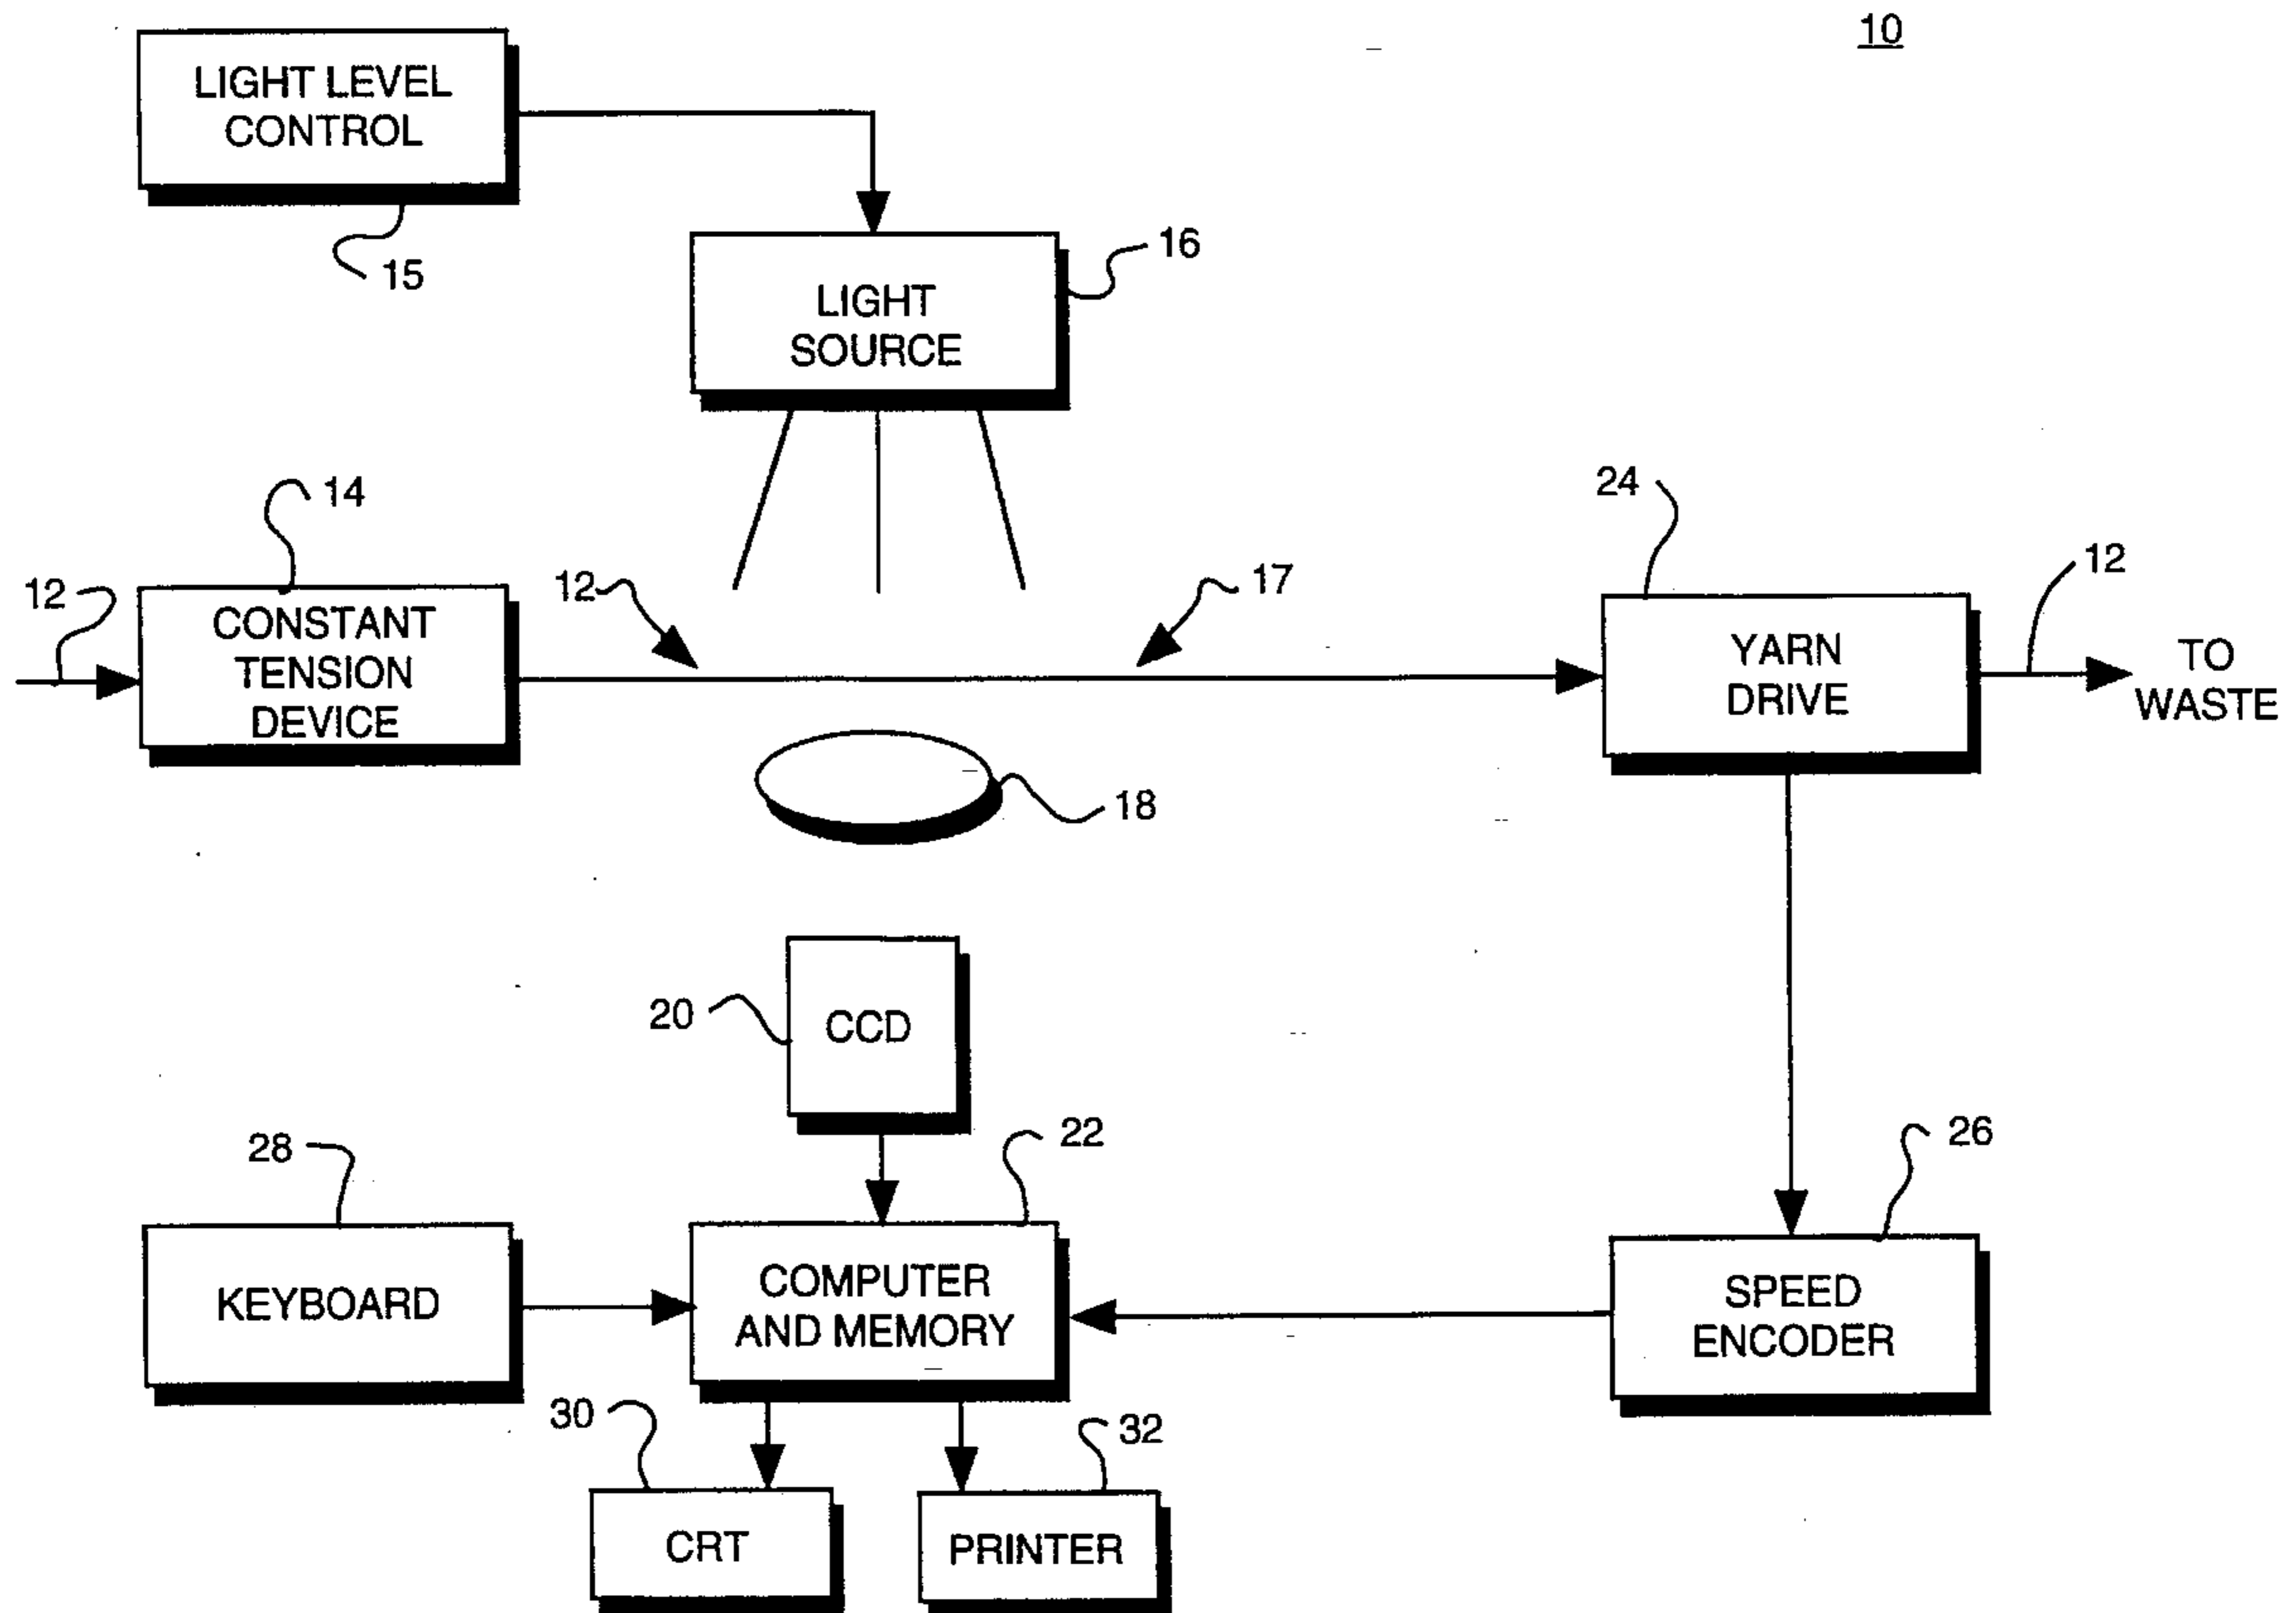 10
LIGHT LEVEL
CONTROL
15
16
LIGHT
SOURCE
14
24
12
12
17
12
CONSTANT
TENSION
DEVICE
YARN
DRIVE
TO
WASTE
18
20
CCD
28
22
26
KEYBOARD
COMPUTER
AND MEMORY
SPEED
ENCODER
30
32
CRT
PRINTER